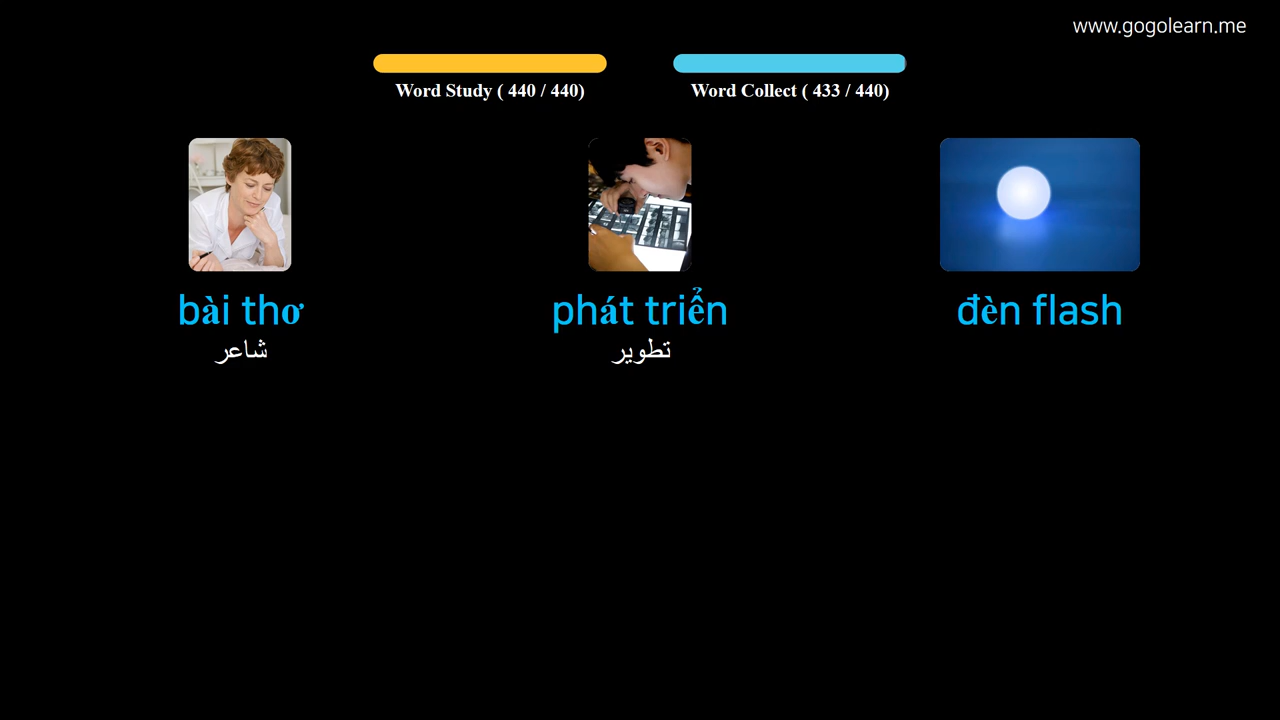 www.gogolearn.me
Word Study ( 440 / 440)
Word Collect ( 433 / 440)
bài thơ
شاعر
phát triển
تطوير
đèn flash